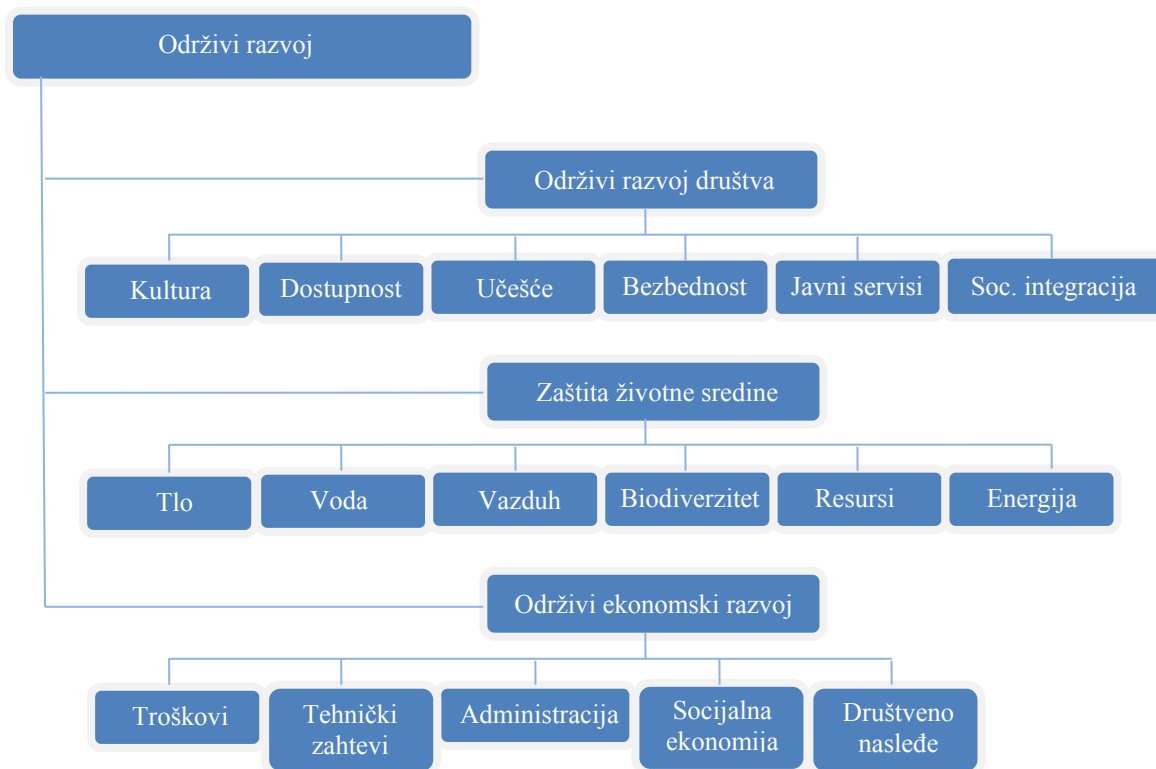 Održivi razvoj
Održivi razvoj društva
Kultura
Dostupnost
Učešće
Bezbednost
Javni servisi
Soc. integracija
Zaštita životne sredine
Tlo
Voda
Vazduh
Biodiverzitet
Resursi
Energija
Održivi ekonomski razvoj
Troškovi
Tehnički
zahtevi
Administracija
Socijalna
ekonomija
Društveno
nasleđe